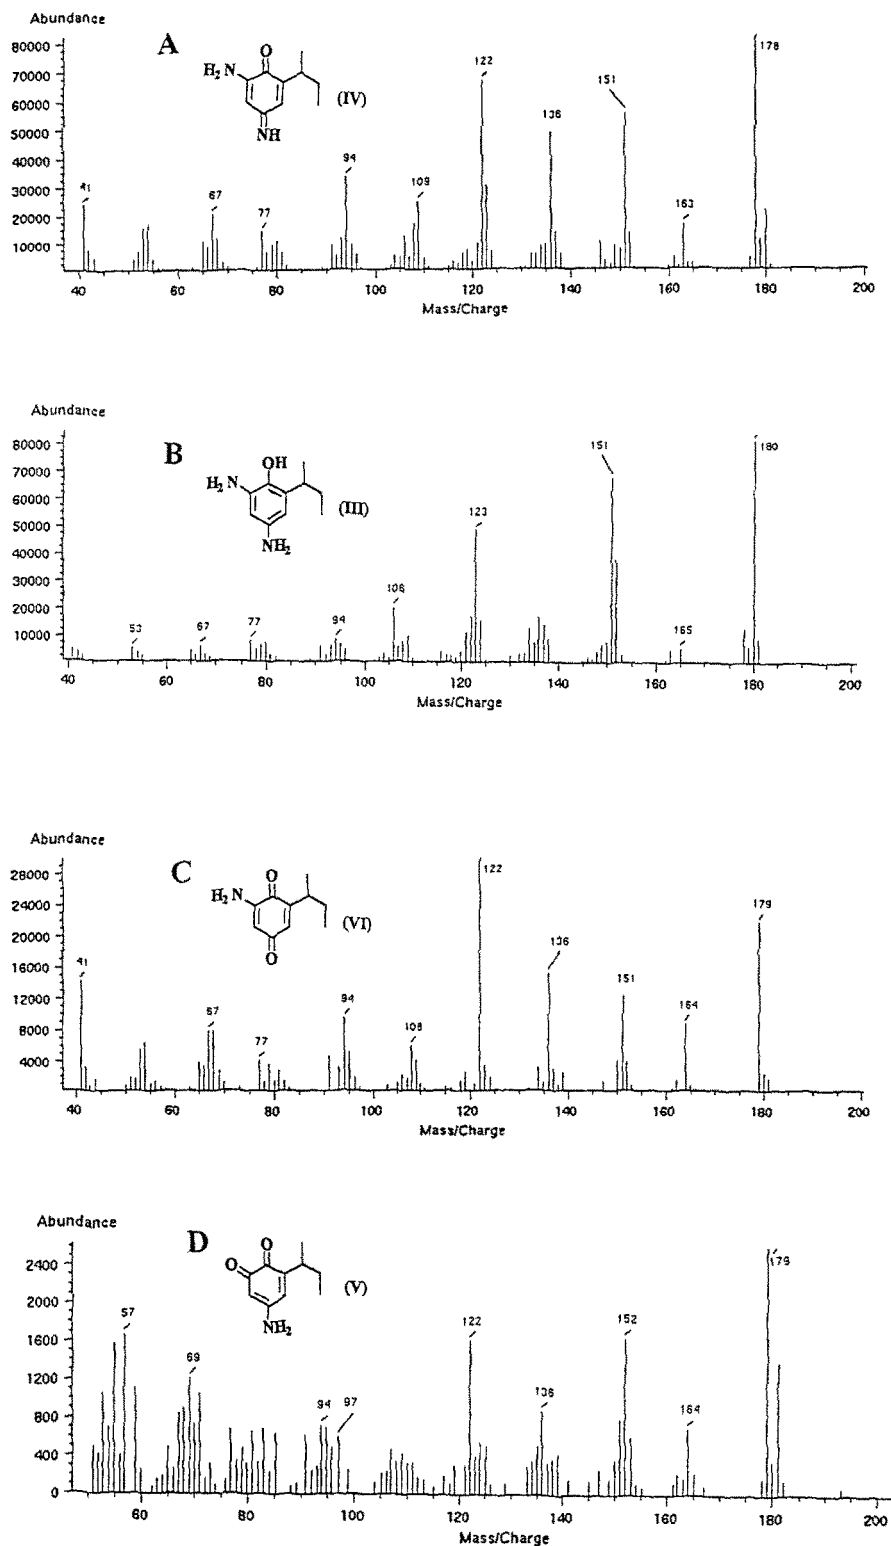 Abundance
A
80000
70000
60000
50000
40000
30000
20000
10000
O
H₂N
NH
(IV)
41
67
77
94
109
122
136
151
163
178
40 60 80 100 120 140 160 180 200
Mass/Charge
Abundance
B
80000
70000
60000
50000
40000
30000
20000
10000
OH
H₂N
NH₂
(III)
53
67
77
94
106
123
151
165
180
40 60 80 100 120 140 160 180 200
Mass/Charge
Abundance
C
28000
24000
20000
16000
12000
8000
4000
O
H₂N
O
(VI)
41
67
77
94
108
122
136
151
164
179
40 60 80 100 120 140 160 180 200
Mass/Charge
Abundance
D
2400
2000
1600
1200
800
400
0
O
O
NH₂
(V)
57
69
94
97
122
136
152
164
179
60 80 100 120 140 160 180 200
Mass/Charge